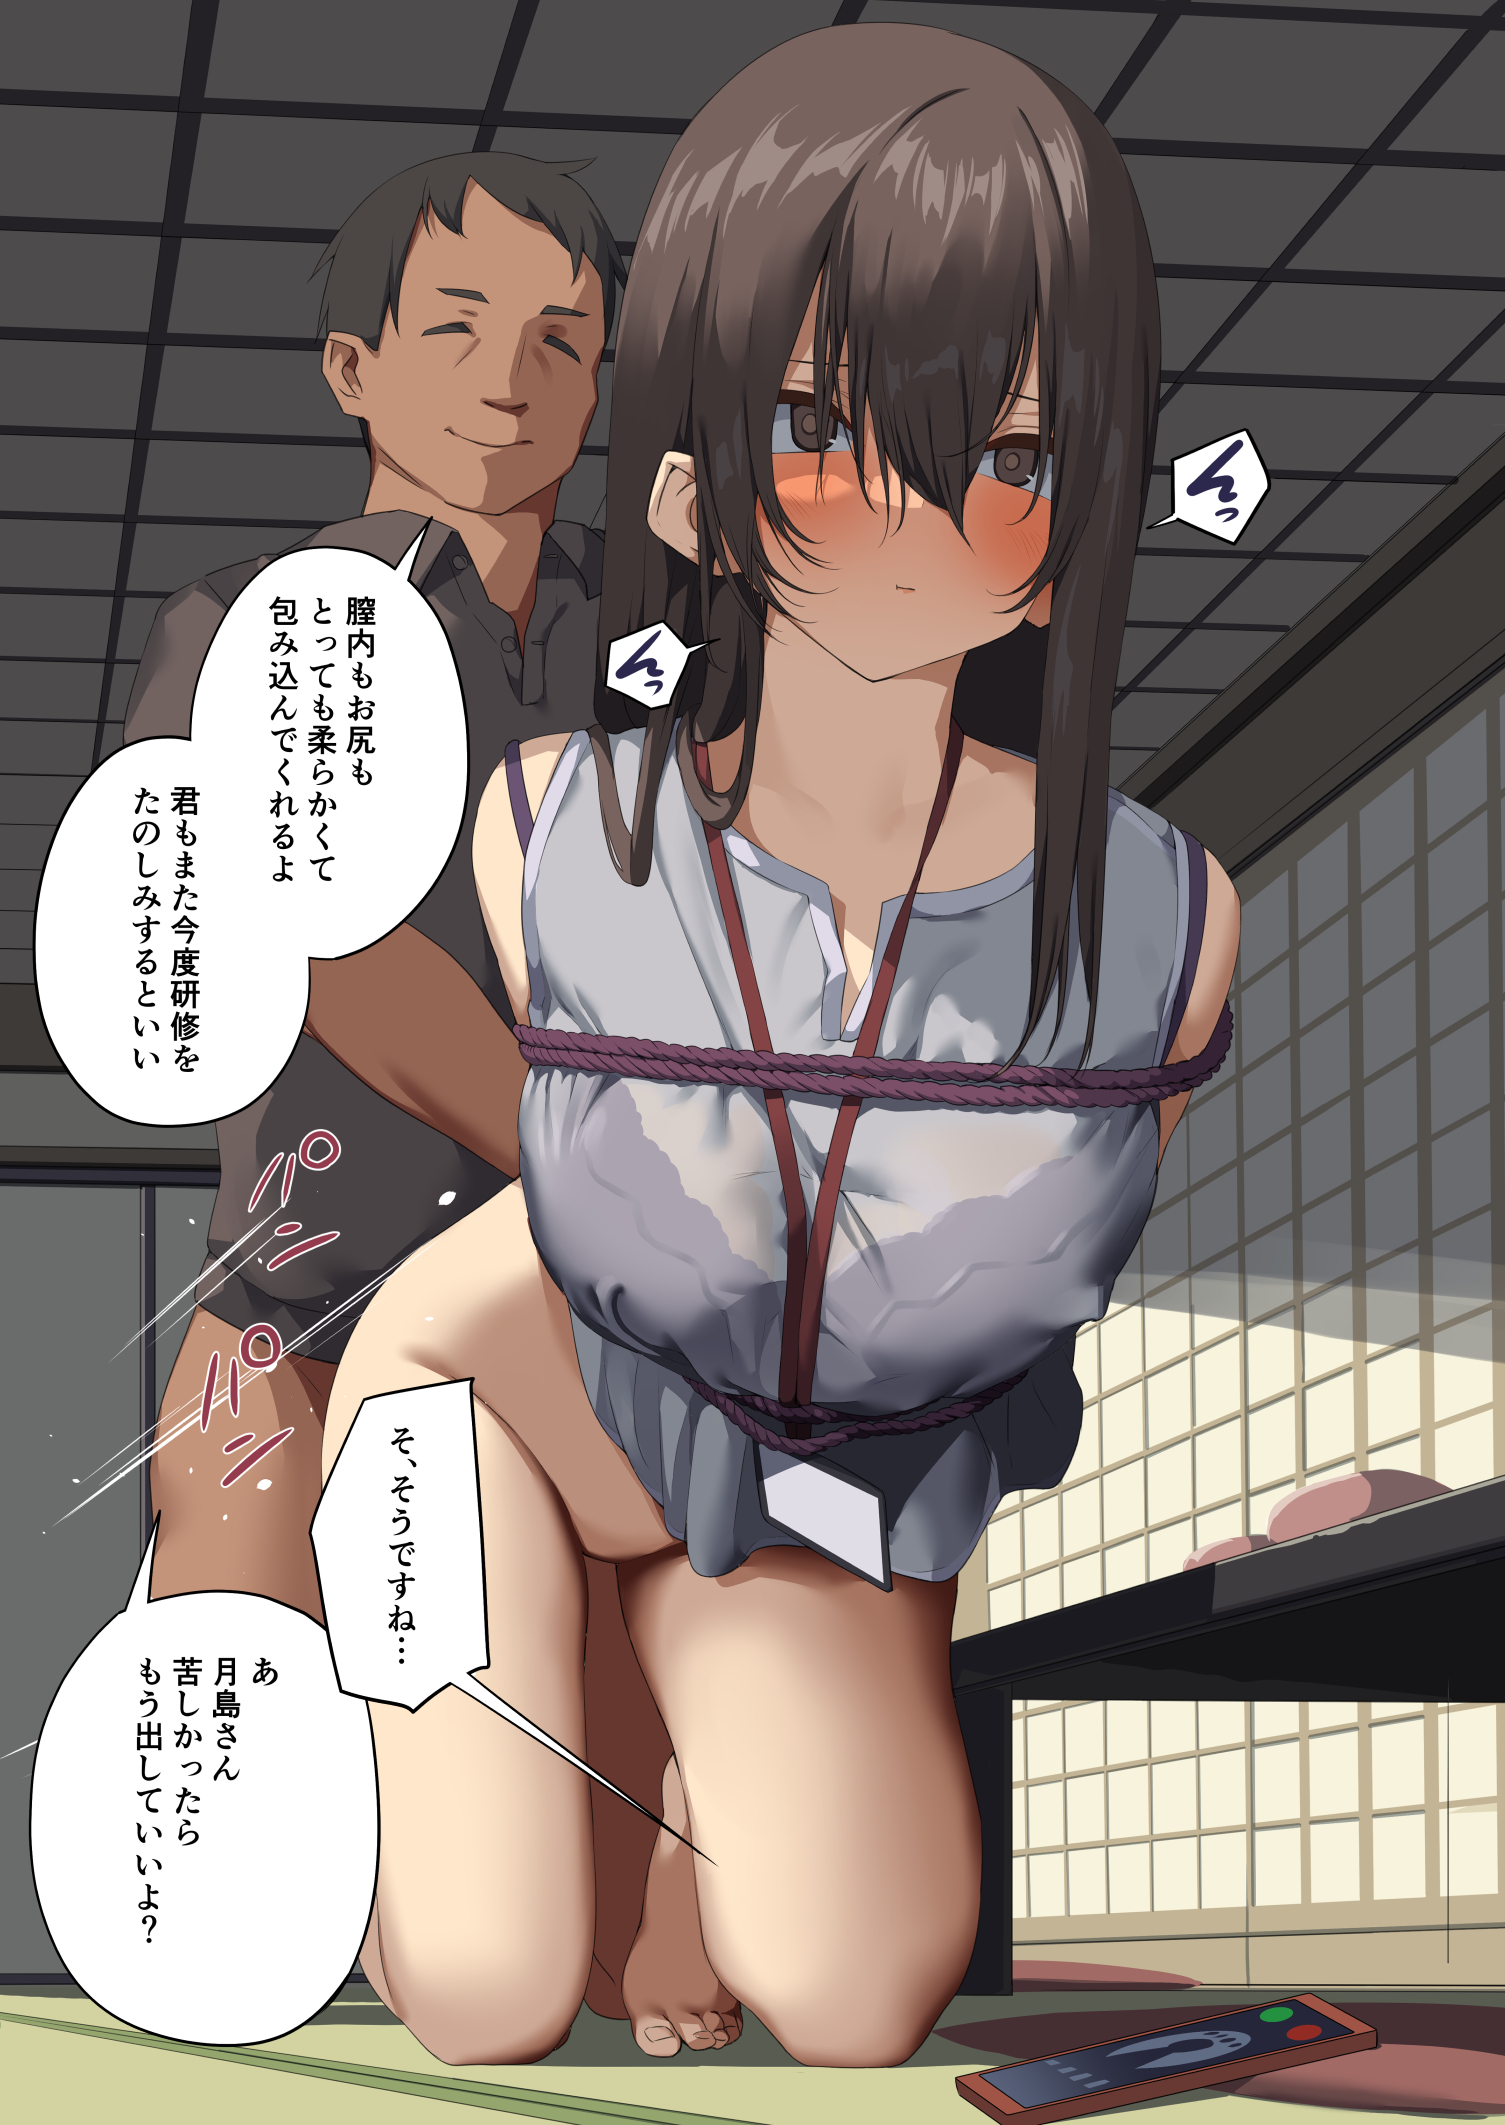 膣内もお尻も
とっても柔らかくて
包み込んでくれるよ
君もまた今度研修を
たのしみするといい
んっ
んっ
パン
パン
そ、そうですね…
あ
月島さん
苦しかったら
もう出していいよ？